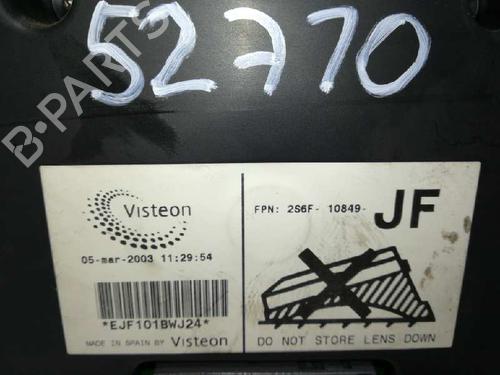 52770
Visteon
FPN: 2S6F- 10849- JF
05-mar-2003 11:29:54
*EJF101BWJ24*
MADE IN SPAIN BY Visteon
DO NOT STORE LENS DOWN
B-PARTS